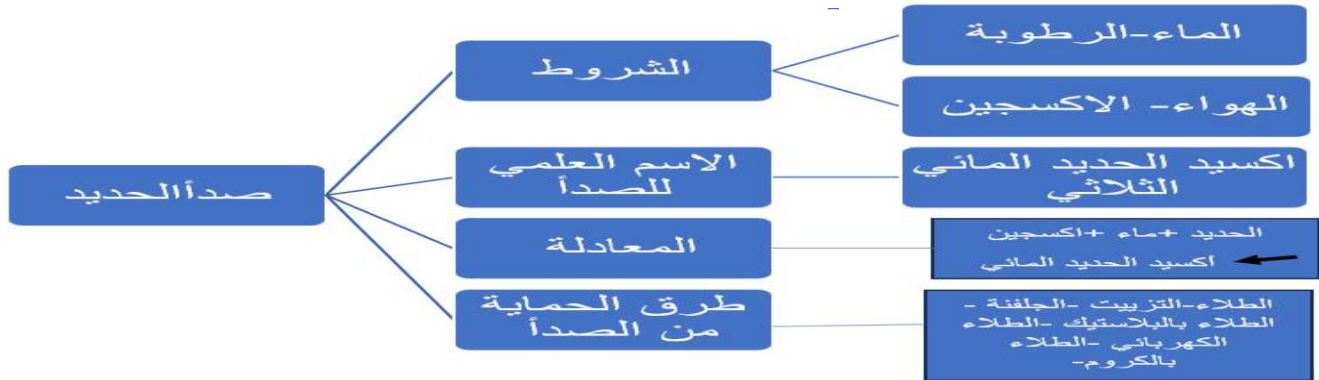 صدأالحديد
الشروط
الماء-الرطوبة
الهواء- الاكسجين
الاسم العلمي
للصدأ
اكسيد الحديد المائي
الثلاثي
المعادلة
الحديد +ماء +اكسجين
أكسيد الحديد المائي
طرق الحماية
من الصدأ
الطلاء-التزييت -الجلفنة -
الطلاء بالبلاستيك -الطلاء
الكهربائي -الطلاء
بالكروم-